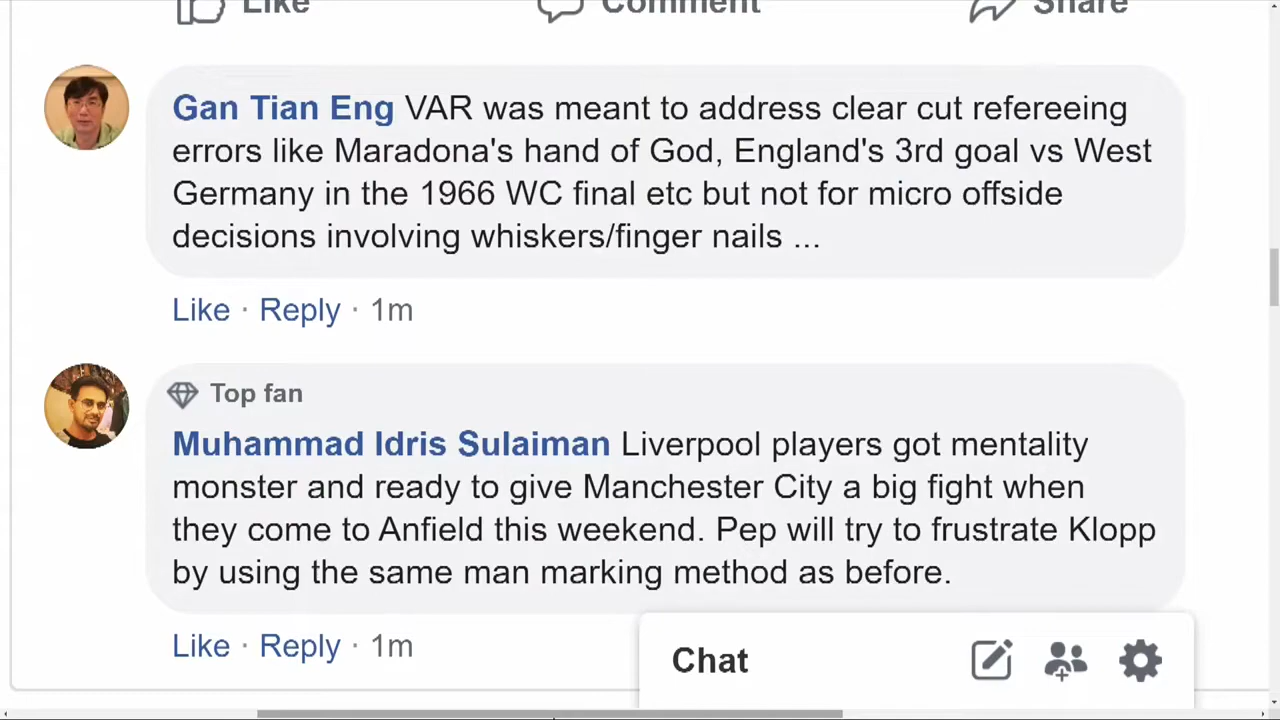 Like Comment Share
Gan Tian Eng VAR was meant to address clear cut refereeing
errors like Maradona's hand of God, England's 3rd goal vs West
Germany in the 1966 WC final etc but not for micro offside
decisions involving whiskers/finger nails ...
Like · Reply · 1m
Top fan
Muhammad Idris Sulaiman Liverpool players got mentality
monster and ready to give Manchester City a big fight when
they come to Anfield this weekend. Pep will try to frustrate Klopp
by using the same man marking method as before.
Like · Reply · 1m
Chat